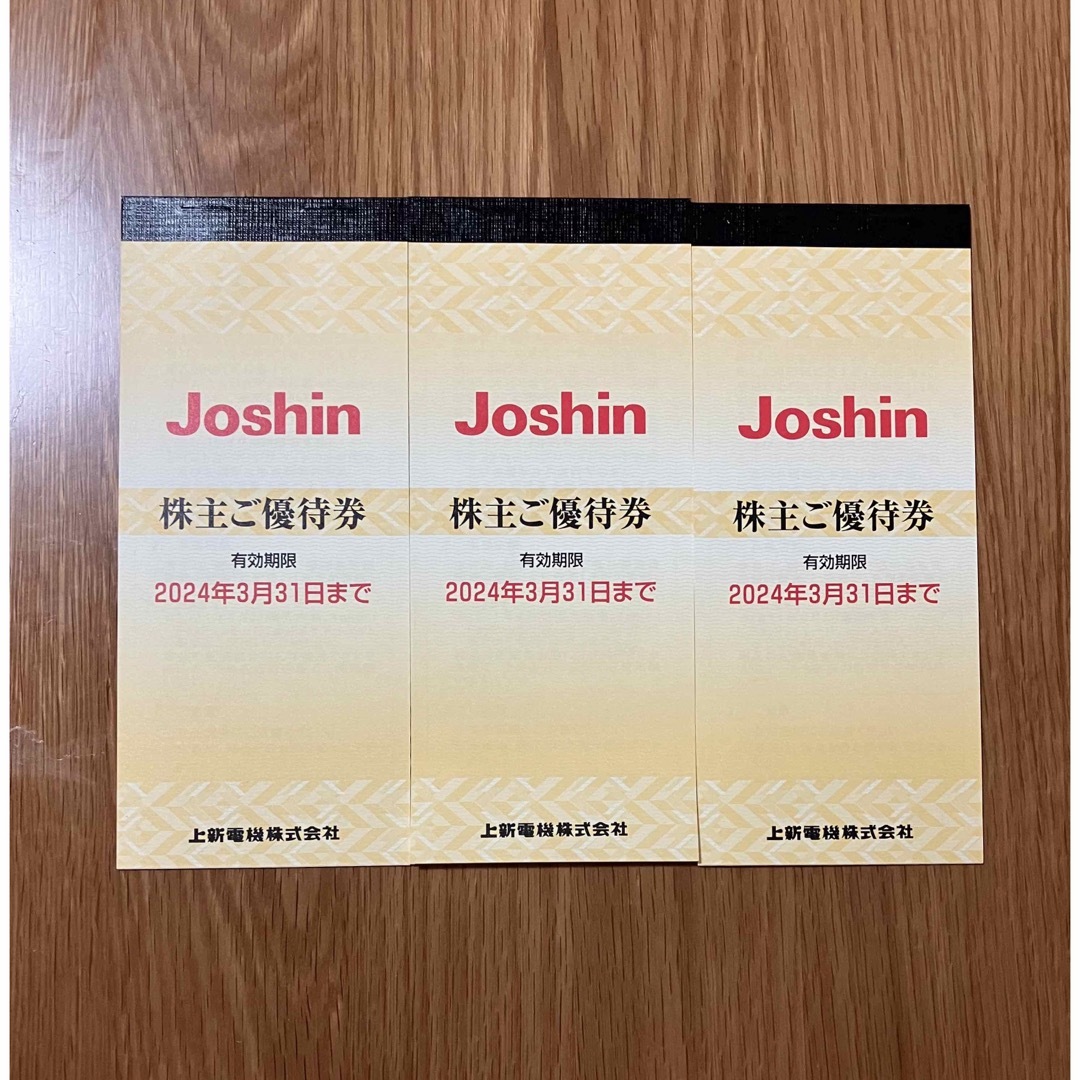 Joshin
株主ご優待券
有効期限
2024年3月31日まで
上新電機株式会社
Joshin
株主ご優待券
有効期限
2024年3月31日まで
上新電機株式会社
Joshin
株主ご優待券
有効期限
2024年3月31日まで
上新電機株式会社